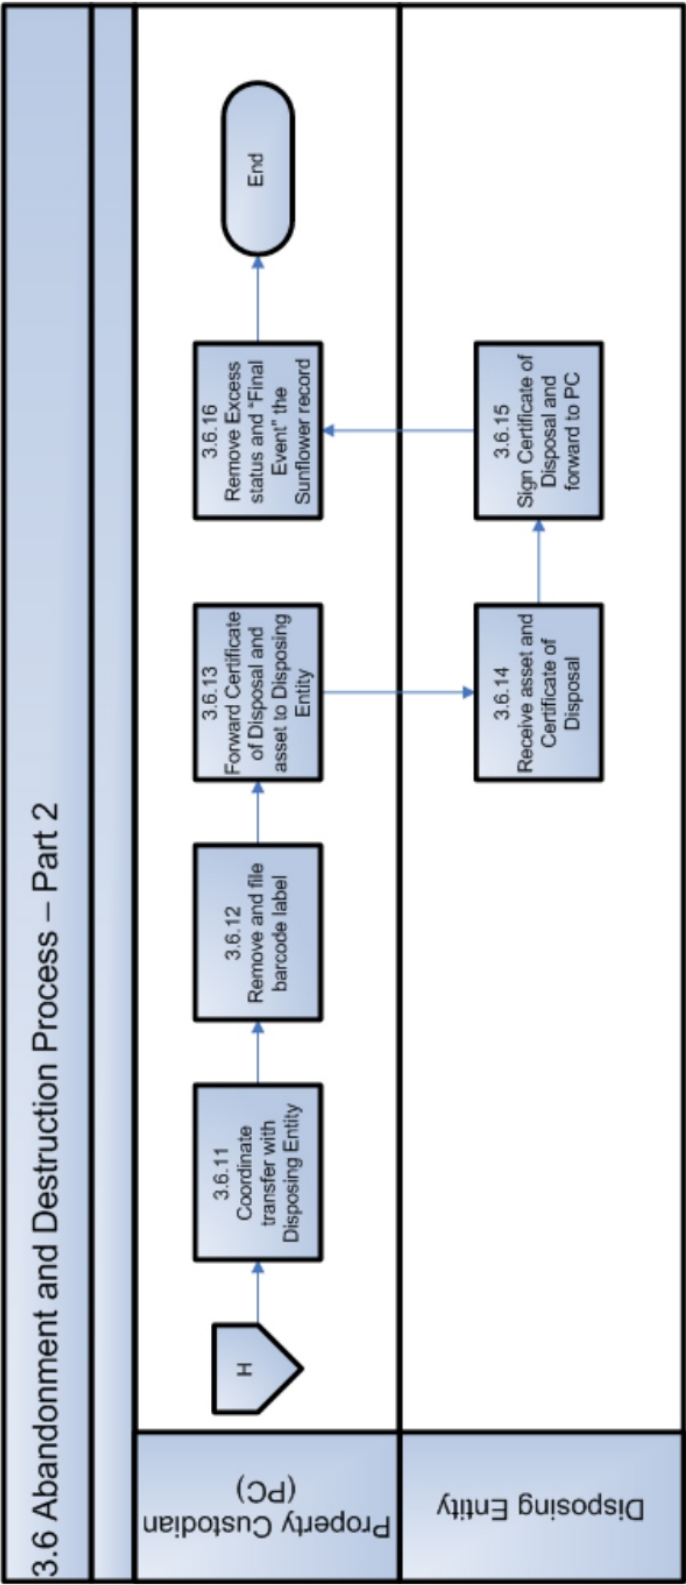 3.6 Abandonment and Destruction Process – Part 2
Property Custodian
(PC)
H
3.6.11
Coordinate
transfer with
Disposing Entity
3.6.12
Remove and file
barcode label
3.6.13
Forward Certificate
of Disposal and
asset to Disposing
Entity
3.6.16
Remove Excess
status and "Final
Event" the
Sunflower record
End
Disposing Entity
3.6.14
Receive asset and
Certificate of
Disposal
3.6.15
Sign Certificate of
Disposal and
forward to PC